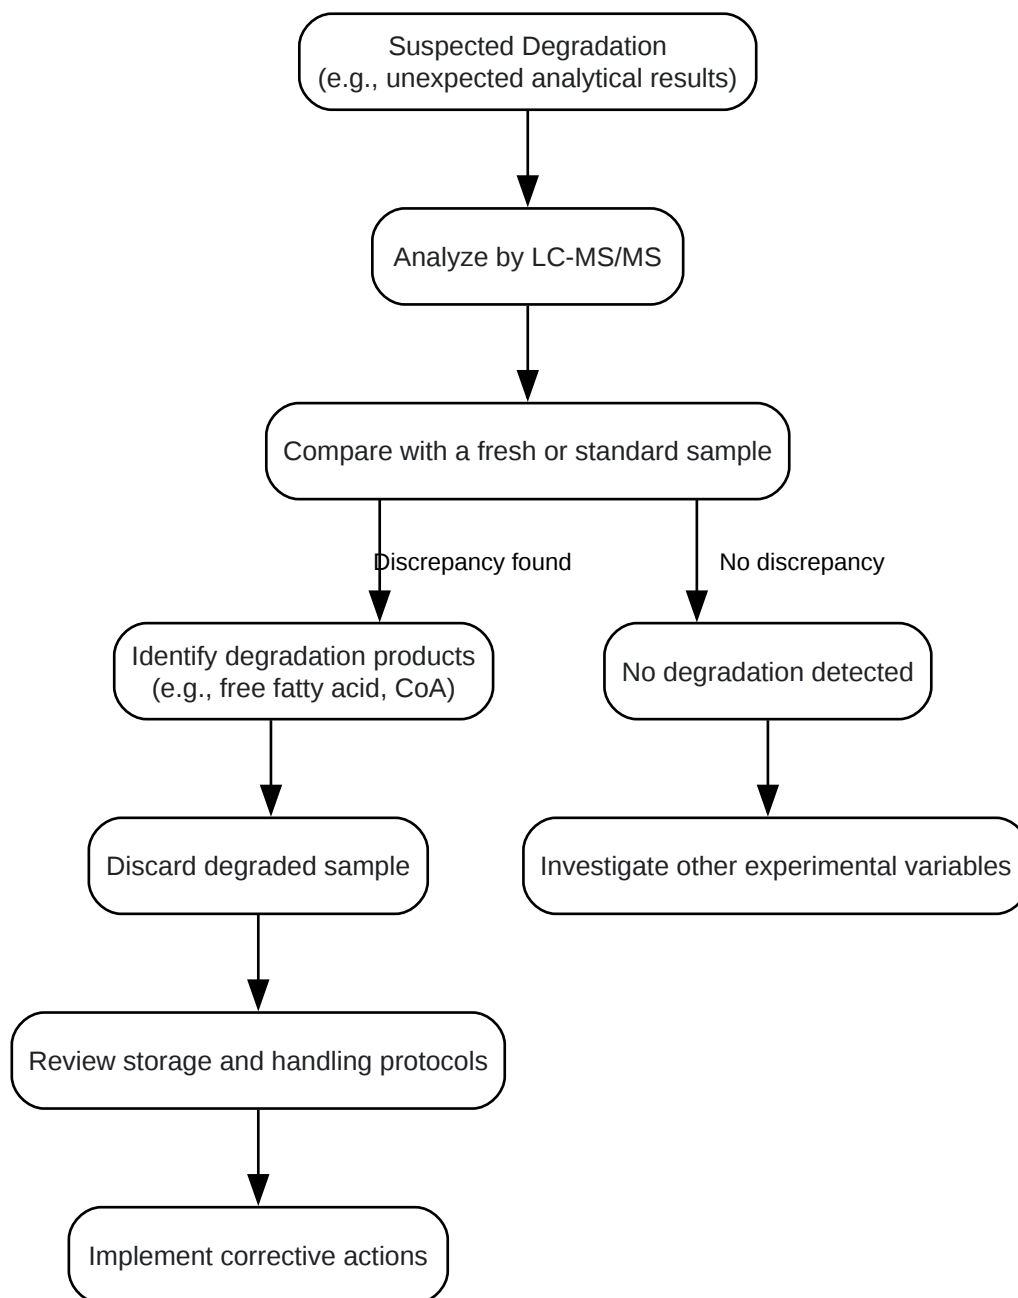 Suspected Degradation
(e.g., unexpected analytical results)
Analyze by LC-MS/MS
Compare with a fresh or standard sample
Discrepancy found
No discrepancy
Identify degradation products
(e.g., free fatty acid, CoA)
No degradation detected
Discard degraded sample
Investigate other experimental variables
Review storage and handling protocols
Implement corrective actions